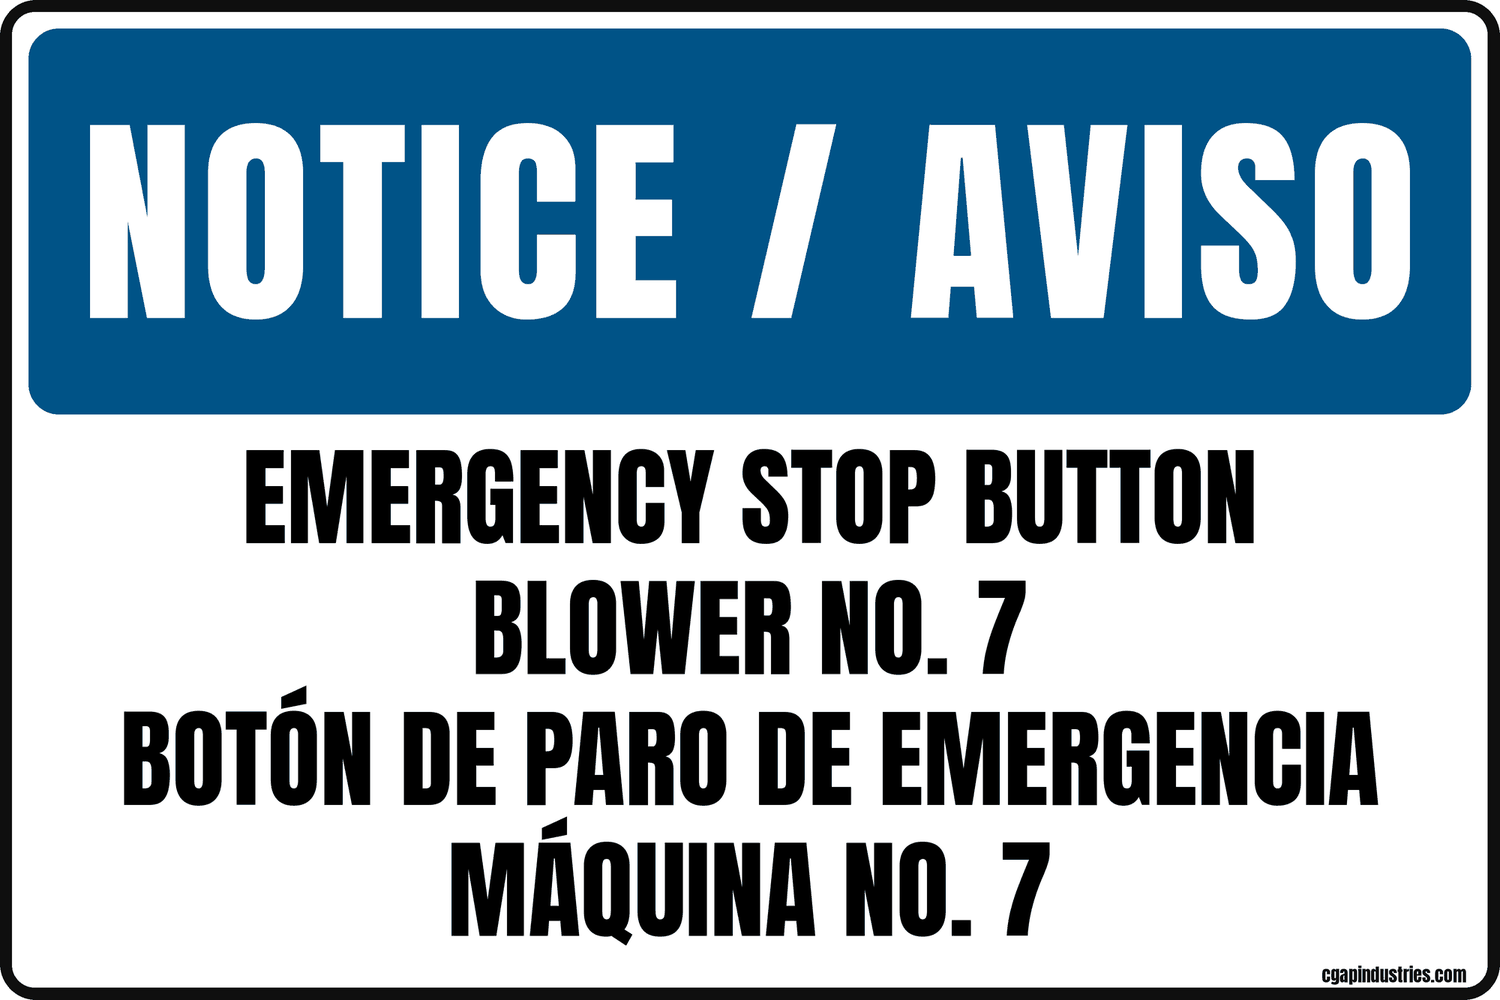 NOTICE / AVISO
EMERGENCY STOP BUTTON
BLOWER NO. 7
BOTÓN DE PARO DE EMERGENCIA
MÁQUINA NO. 7
cgapindustries.com